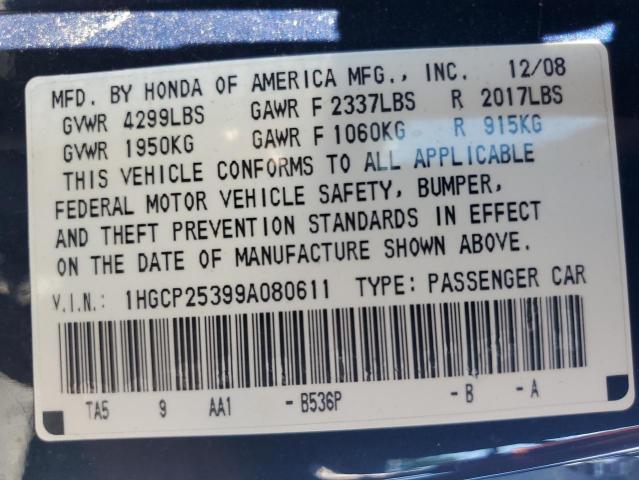 MFD. BY HONDA OF AMERICA MFG., INC. 12/08
GVWR 4299LBS GAWR F 2337LBS R 2017LBS
GVWR 1950KG GAWR F 1060KG R 915KG
THIS VEHICLE CONFORMS TO ALL APPLICABLE
FEDERAL MOTOR VEHICLE SAFETY, BUMPER,
AND THEFT PREVENTION STANDARDS IN EFFECT
ON THE DATE OF MANUFACTURE SHOWN ABOVE.
V.I.N.: 1HGCP25399A080611 TYPE: PASSENGER CAR
TA5 9 AA1 -B536P -B -A